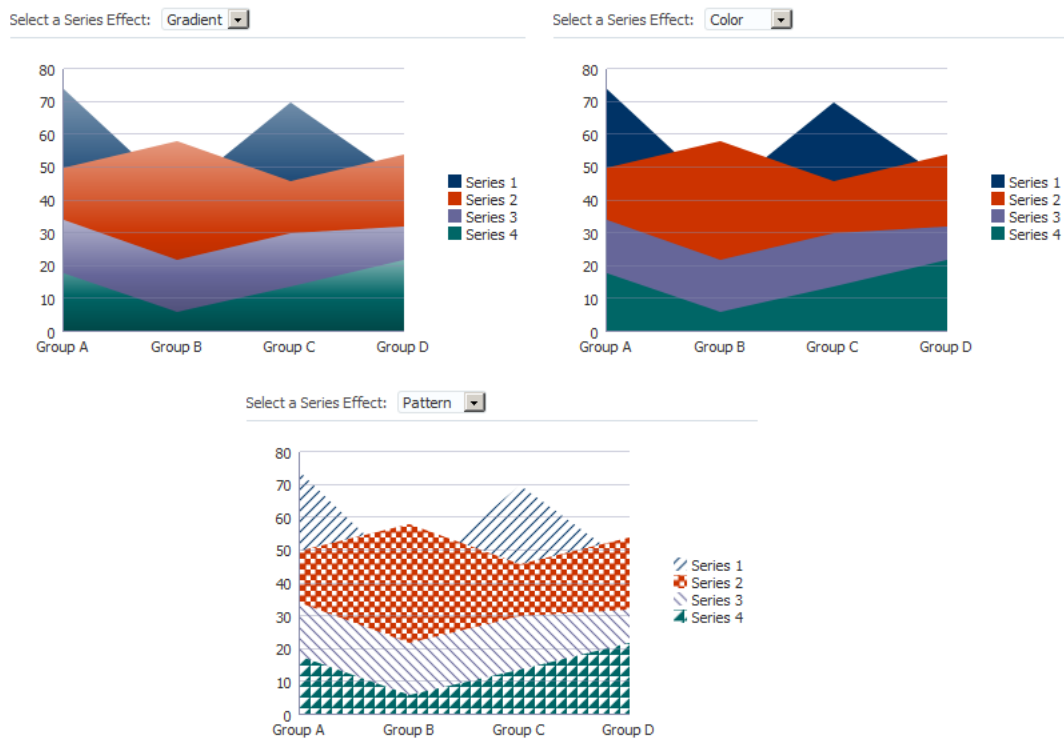 Select a Series Effect: Gradient
80
70
60
50
40
30
20
10
0
Group A Group B Group C Group D
Series 1
Series 2
Series 3
Series 4
Select a Series Effect: Color
80
70
60
50
40
30
20
10
0
Group A Group B Group C Group D
Series 1
Series 2
Series 3
Series 4
Select a Series Effect: Pattern
80
70
60
50
40
30
20
10
0
Group A Group B Group C Group D
Series 1
Series 2
Series 3
Series 4